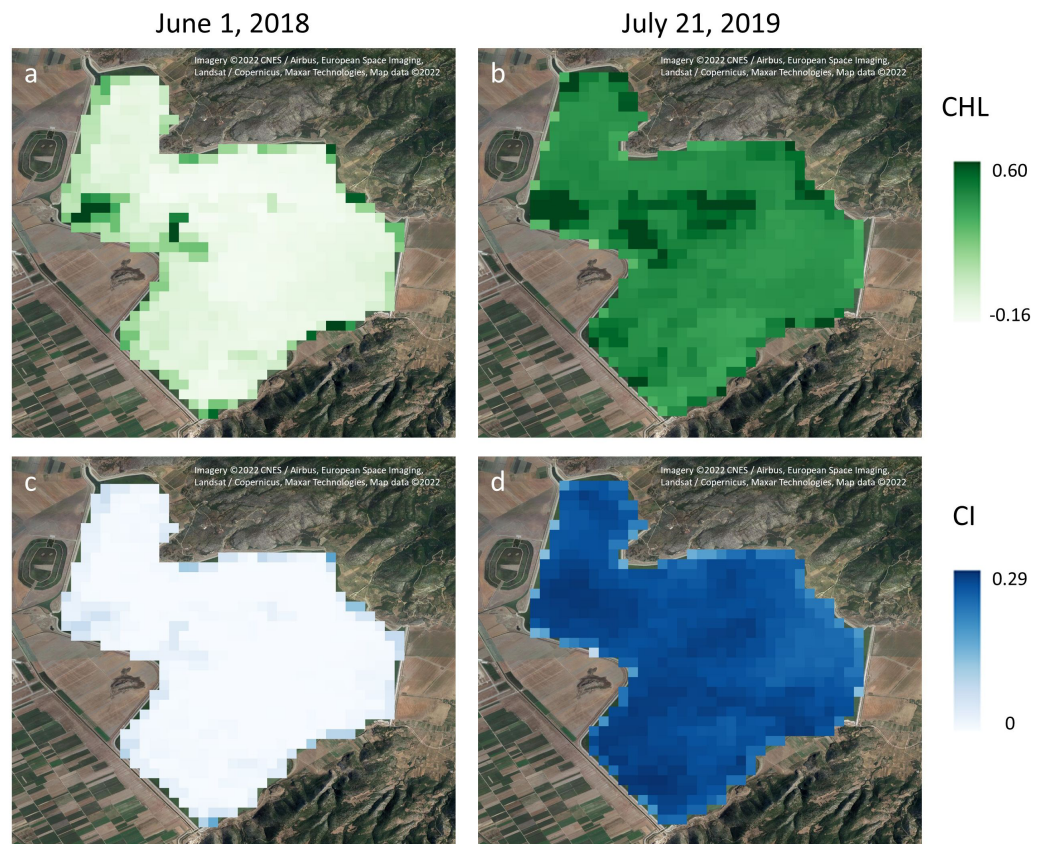 June 1, 2018
July 21, 2019
a
Imagery ©2022 CNES / Airbus, European Space Imaging,
Landsat / Copernicus, Maxar Technologies, Map data ©2022
b
Imagery ©2022 CNES / Airbus, European Space Imaging,
Landsat / Copernicus, Maxar Technologies, Map data ©2022
CHL
0.60
-0.16
c
Imagery ©2022 CNES / Airbus, European Space Imaging,
Landsat / Copernicus, Maxar Technologies, Map data ©2022
d
Imagery ©2022 CNES / Airbus, European Space Imaging,
Landsat / Copernicus, Maxar Technologies, Map data ©2022
CI
0.29
0